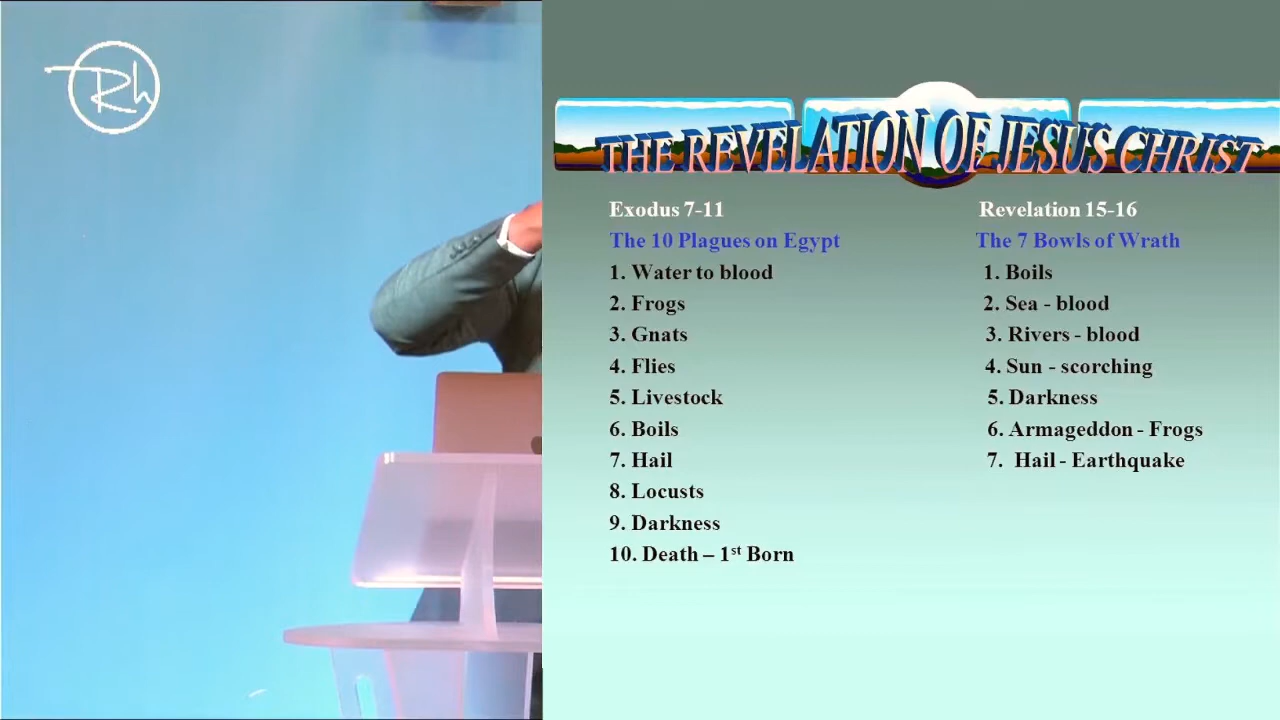 Rh
THE REVELATION OF JESUS CHRIST
Exodus 7-11
The 10 Plagues on Egypt
1. Water to blood
2. Frogs
3. Gnats
4. Flies
5. Livestock
6. Boils
7. Hail
8. Locusts
9. Darkness
10. Death – 1st Born
Revelation 15-16
The 7 Bowls of Wrath
1. Boils
2. Sea - blood
3. Rivers - blood
4. Sun - scorching
5. Darkness
6. Armageddon - Frogs
7. Hail - Earthquake